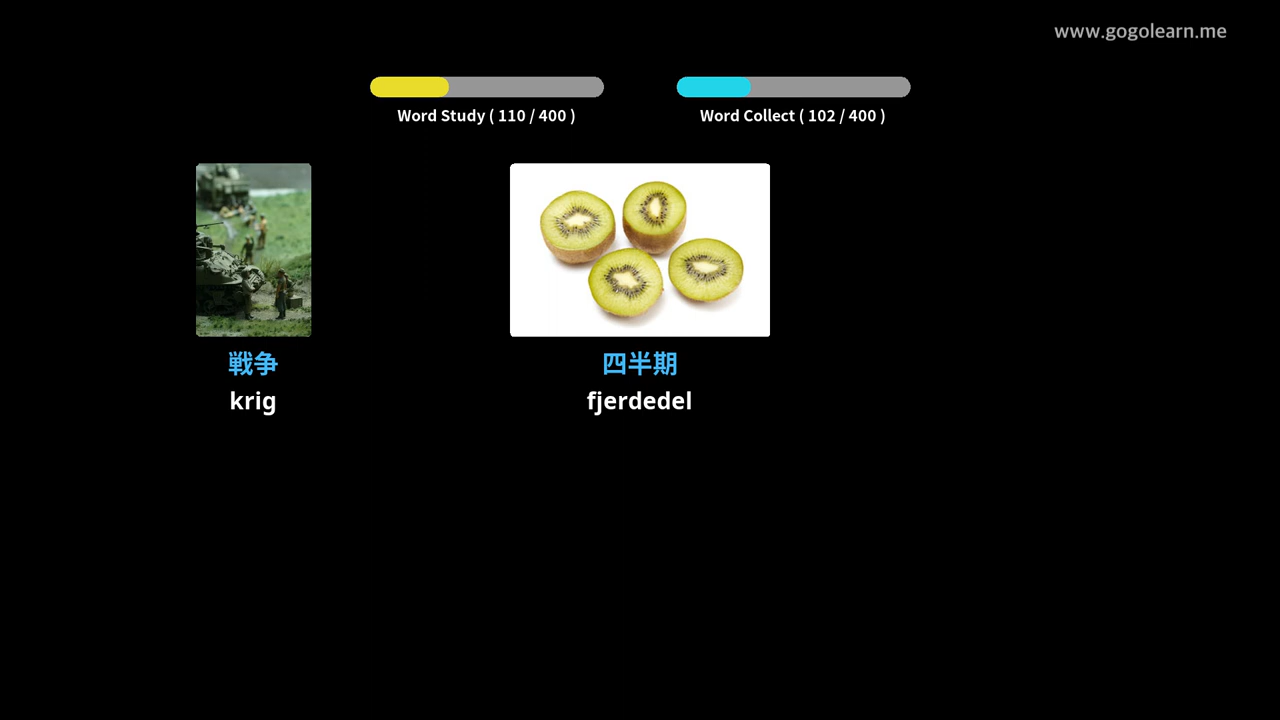 www.gogolearn.me
Word Study ( 110 / 400 )
Word Collect ( 102 / 400 )
戦争
krig
四半期
fjerdedel